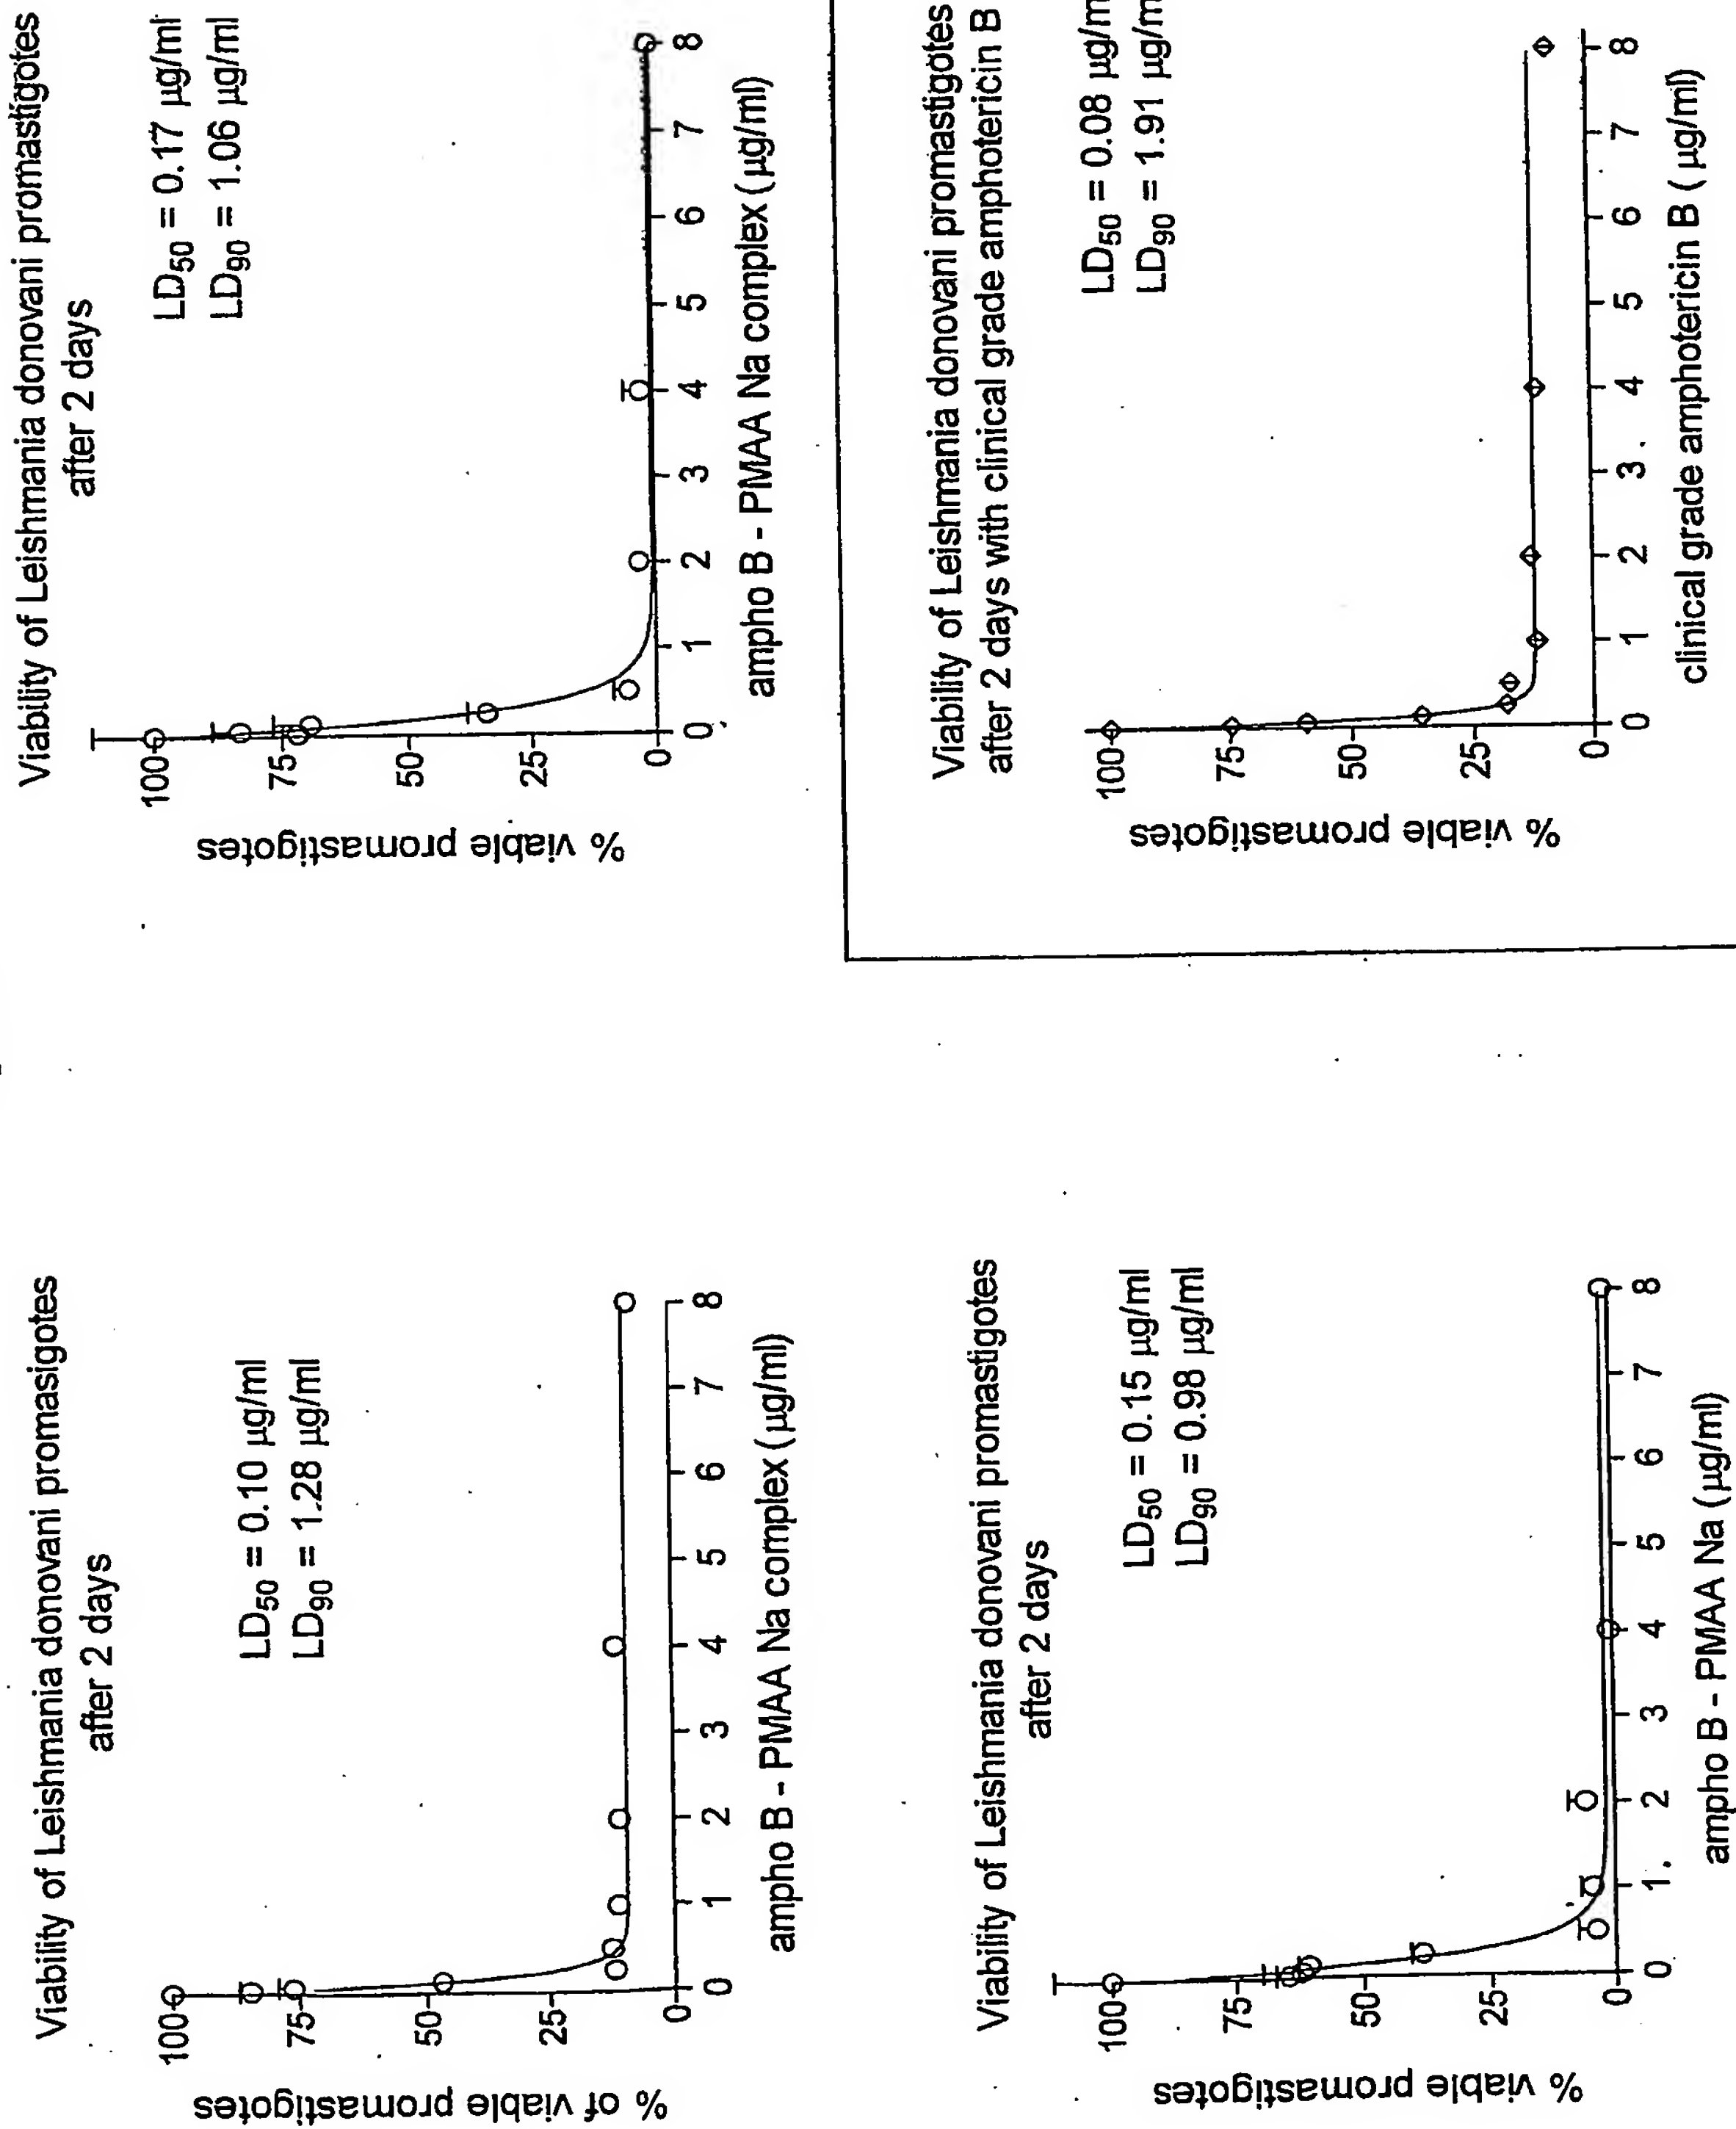 Viability of Leishmania donovani promasigotes
after 2 days
LD50 = 0.10 µg/ml
LD90 = 1.28 µg/ml
% of viable promastigotes
100
75
50
25
0
0 1 2 3 4 5 6 7 8
ampho B - PMAA Na complex (µg/ml)
Viability of Leishmania donovani promastigotes
after 2 days
LD50 = 0.17 µg/ml
LD90 = 1.06 µg/ml
% viable promastigotes
100
75
50
25
0
0 1 2 3 4 5 6 7 8
ampho B - PMAA Na complex (µg/ml)
Viability of Leishmania donovani promastigotes
after 2 days
LD50 = 0.15 µg/ml
LD90 = 0.98 µg/ml
% viable promastigotes
100
75
50
25
0
0 1 2 3 4 5 6 7 8
ampho B - PMAA Na (µg/ml)
Viability of Leishmania donovani promastigotes
after 2 days with clinical grade amphotericin B
LD50 = 0.08 µg/m
LD90 = 1.91 µg/m
% viable promastigotes
100
75
50
25
0
0 1 2 3 4 5 6 7 8
clinical grade amphotericin B ( µg/ml)